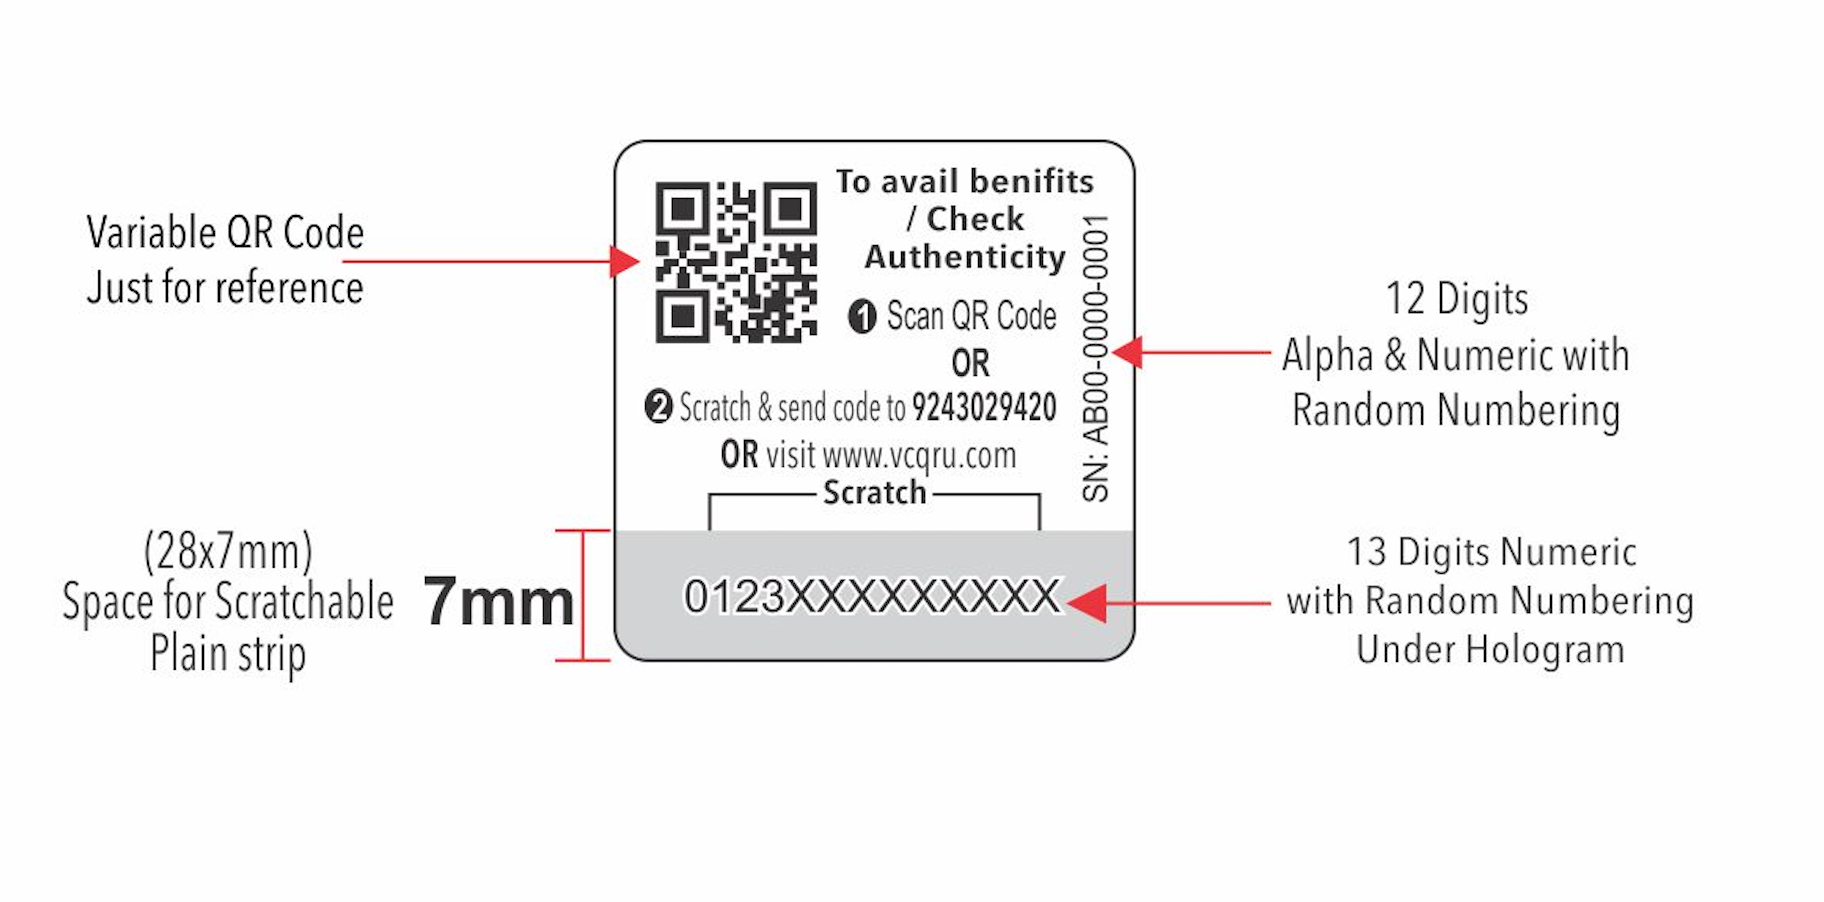 Variable QR Code
Just for reference
To avail benifits
/ Check
Authenticity
1 Scan QR Code
OR
2 Scratch & send code to 9243029420
OR visit www.vcqru.com
Scratch
SN: AB00-0000-0001
12 Digits
Alpha & Numeric with
Random Numbering
(28x7mm)
Space for Scratchable
Plain strip
7mm
0123XXXXXXXXX
13 Digits Numeric
with Random Numbering
Under Hologram